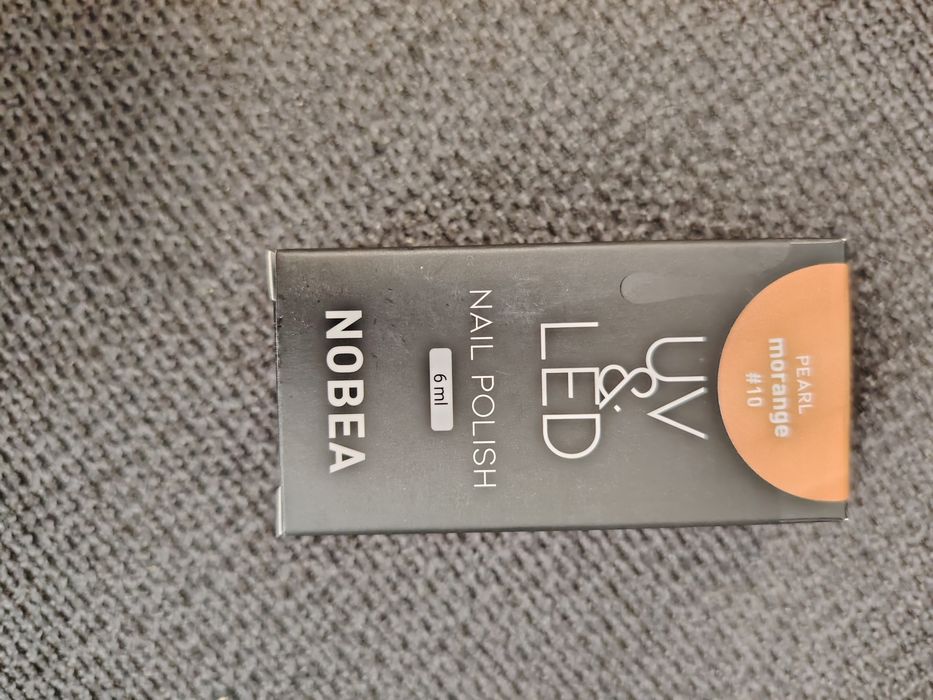 PEARL
morange
#10
UV
&
LED
NAIL POLISH
6 ml
NOBEA